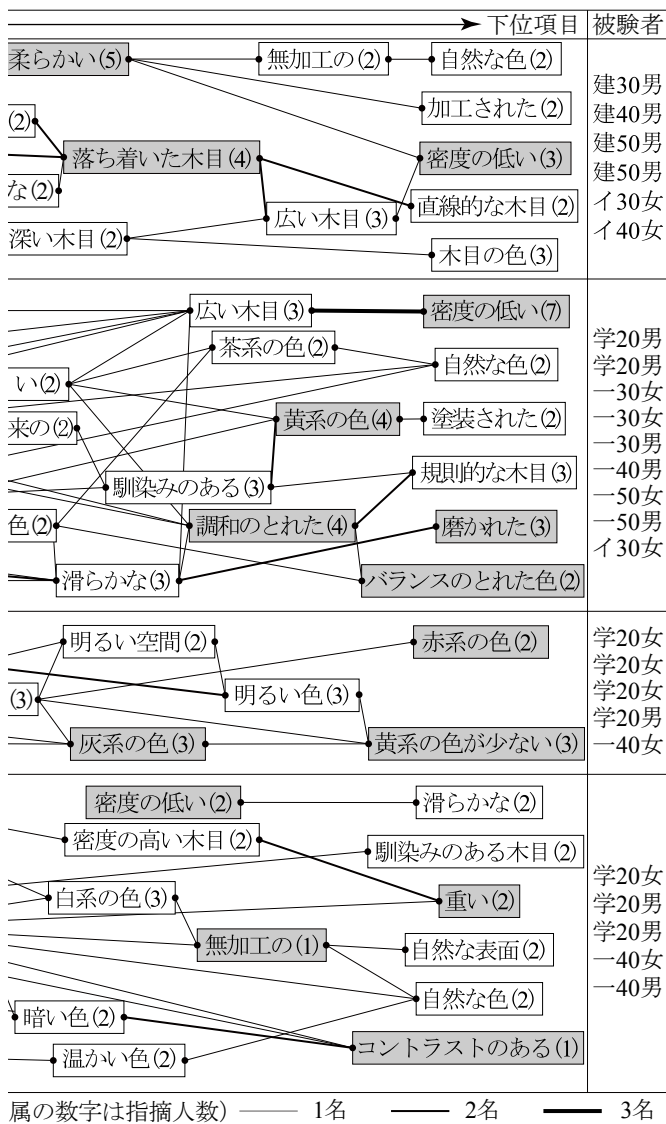 下位項目 被験者
柔らかい(5) 無加工の(2) 自然な色(2)
加工された(2)
(2)
落ち着いた木目(4) 密度の低い(3)
な(2)
広い木目(3) 直線的な木目(2)
深い木目(2) 木目の色(3)
建30男
建40男
建50男
建50男
イ30女
イ40女
広い木目(3) 密度の低い(7)
茶系の色(2) 自然な色(2)
い(2)
黄系の色(4) 塗装された(2)
来の(2)
馴染みのある(3) 規則的な木目(3)
色(2) 調和のとれた(4) 磨かれた(3)
滑らかな(3) バランスのとれた色(2)
学20男
学20男
一30女
一30女
一30男
一40男
一50女
一50男
イ30女
明るい空間(2) 赤系の色(2)
(3) 明るい色(3)
灰系の色(3) 黄系の色が少ない(3)
学20女
学20女
学20女
学20男
一40女
密度の低い(2) 滑らかな(2)
密度の高い木目(2) 馴染みのある木目(2)
白系の色(3) 重い(2)
無加工の(1) 自然な表面(2)
自然な色(2)
暗い色(2)
コントラストのある(1)
温かい色(2)
学20女
学20男
学20男
一40女
一40男
属の数字は指摘人数) 1名 2名 3名